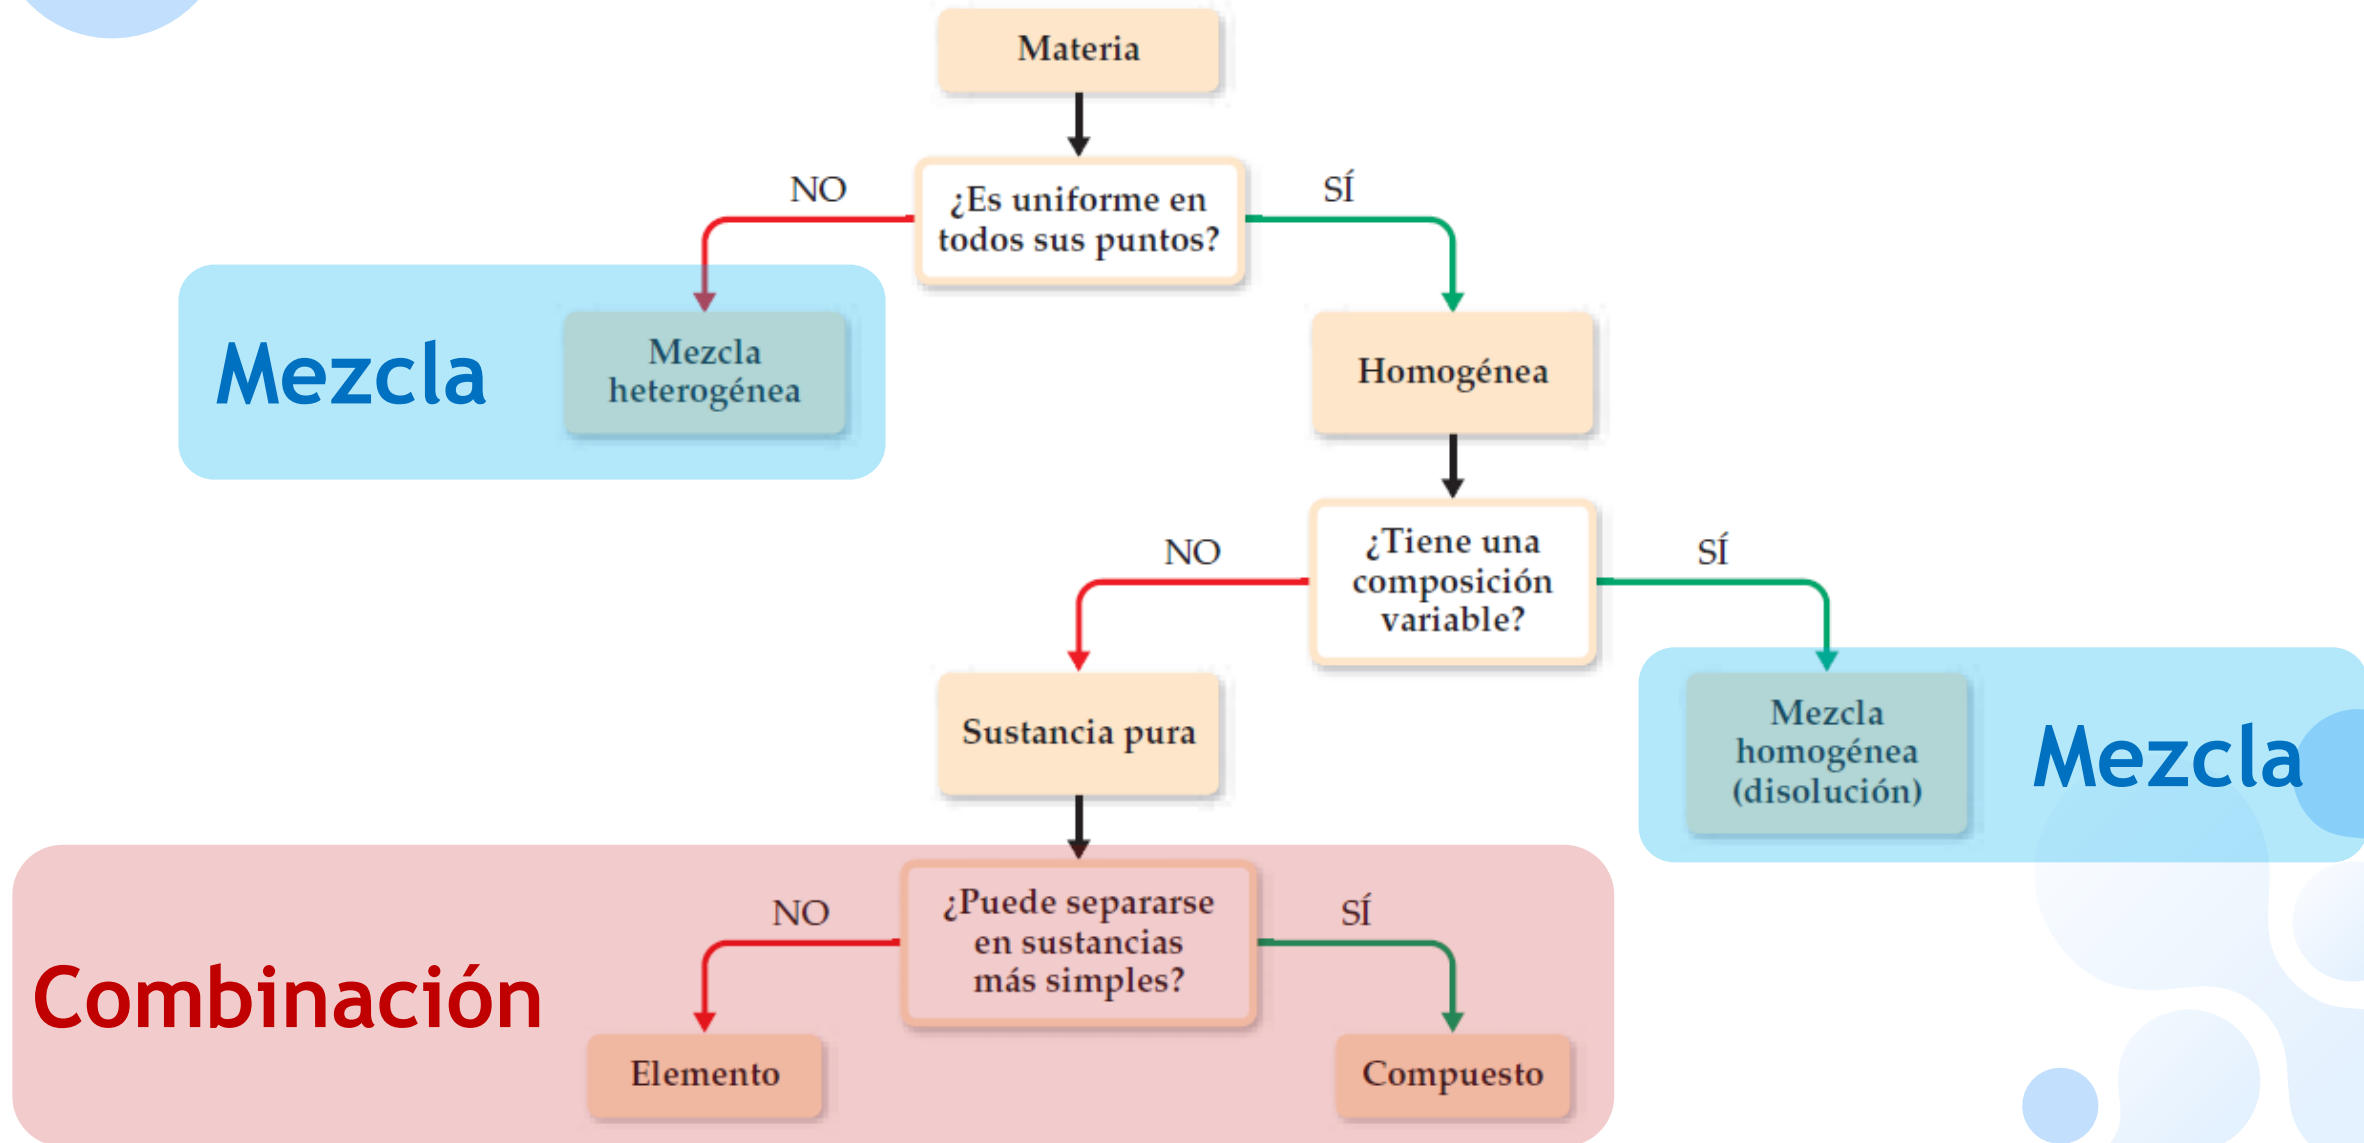 Materia
NO
¿Es uniforme en
todos sus puntos?
SÍ
Mezcla
Mezcla
heterogénea
Homogénea
NO
¿Tiene una
composición
variable?
SÍ
Sustancia pura
Mezcla
homogénea
(disolución)
Mezcla
NO
¿Puede separarse
en sustancias
más simples?
SÍ
Combinación
Elemento
Compuesto